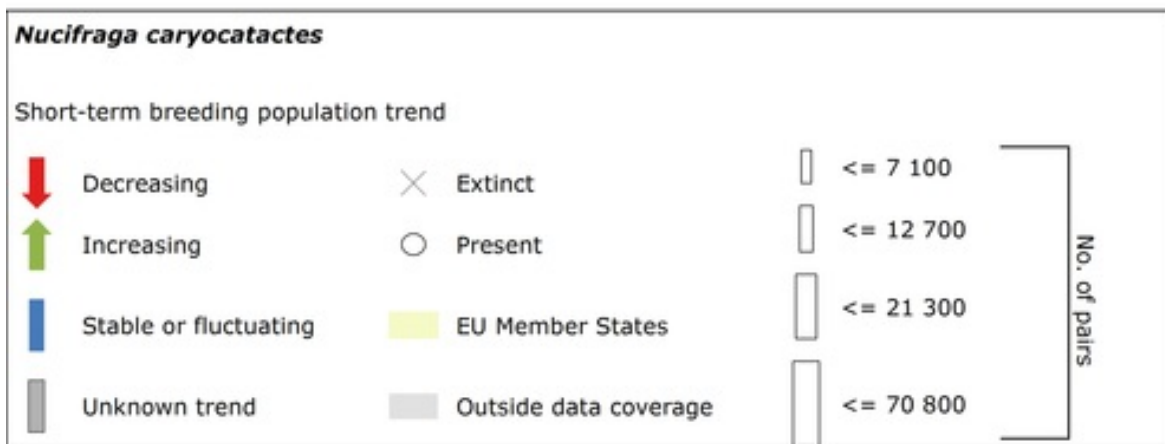 Nucifraga caryocatactes
Short-term breeding population trend
Decreasing
Extinct
<= 7 100
Increasing
Present
<= 12 700
Stable or fluctuating
EU Member States
<= 21 300
Unknown trend
Outside data coverage
<= 70 800
No. of pairs